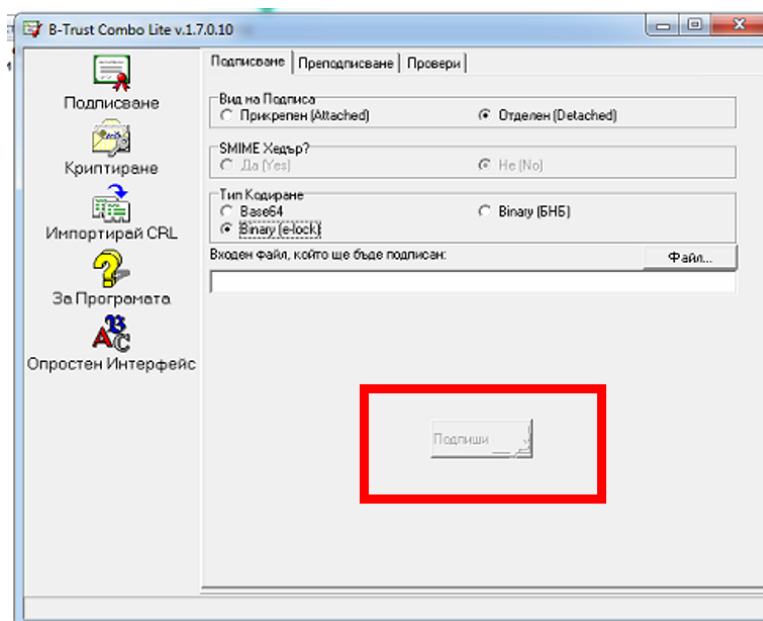 B-Trust Combo Lite v.1.7.0.10
Подписване
Криптиране
Импортирай CRL
За Програмата
Опростен Интерфейс
Подписване Преподписване Провери
Вид на Подписа
Прикрепен (Attached) Отделен (Detached)
SMIME Хедър?
Да (Yes) Не (No)
Тип Кодиране
Base64 Binary (БНБ)
Binary (e-lock)
Входен файл, който ще бъде подписан: Файл...
Подпиши